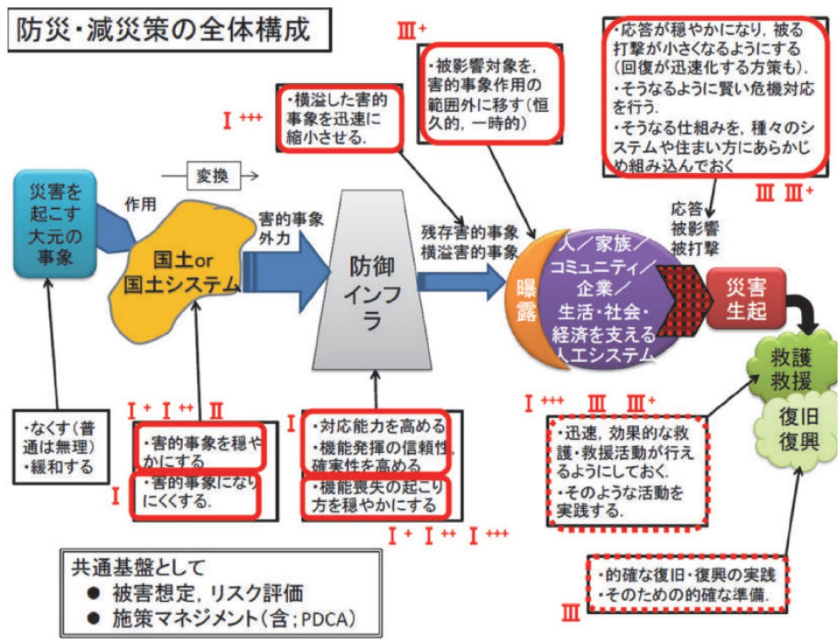 防災・減災策の全体構成
Ⅲ+
・被影響対象を,
害的事象作用の
範囲外に移す(恒
久的, 一時的)
・応答が穏やかになり, 被る
打撃が小さくなるようにする
(回復が迅速化する方策も).
・そうなるように賢い危機対応
を行う.
・そうなる仕組みを, 種々のシ
ステムや住まい方にあらかじ
め組み込んでおく
Ⅲ Ⅲ+
Ⅰ+++
・横溢した害的
事象を迅速に
縮小させる.
災害を
起こす
大元の
事象
作用
変換
国土or
国土システム
害的事象
外力
防御
インフ
ラ
残存害的事象
横溢害的事象
曝
露
人/家族/
コミュニティ/
企業/
生活・社会・
経済を支える
人工システム
応答
被影響
被打撃
災害
生起
救護
救援
復旧
復興
・なくす(普
通は無理)
・緩和する
Ⅰ+ Ⅰ++ Ⅱ
・害的事象を穏や
かにする
Ⅰ
・害的事象になり
にくくする.
Ⅰ
・対応能力を高める
・機能発揮の信頼性,
確実性を高める
・機能喪失の起こり
方を穏やかにする
Ⅰ+ Ⅰ++ Ⅰ+++
Ⅰ+++ Ⅲ Ⅲ+
・迅速, 効果的な救
護・救援活動が行え
るようにしておく.
・そのような活動を
実践する.
・的確な復旧・復興の実践
・そのための的確な準備.
Ⅲ
共通基盤として
● 被害想定, リスク評価
● 施策マネジメント(含;PDCA)